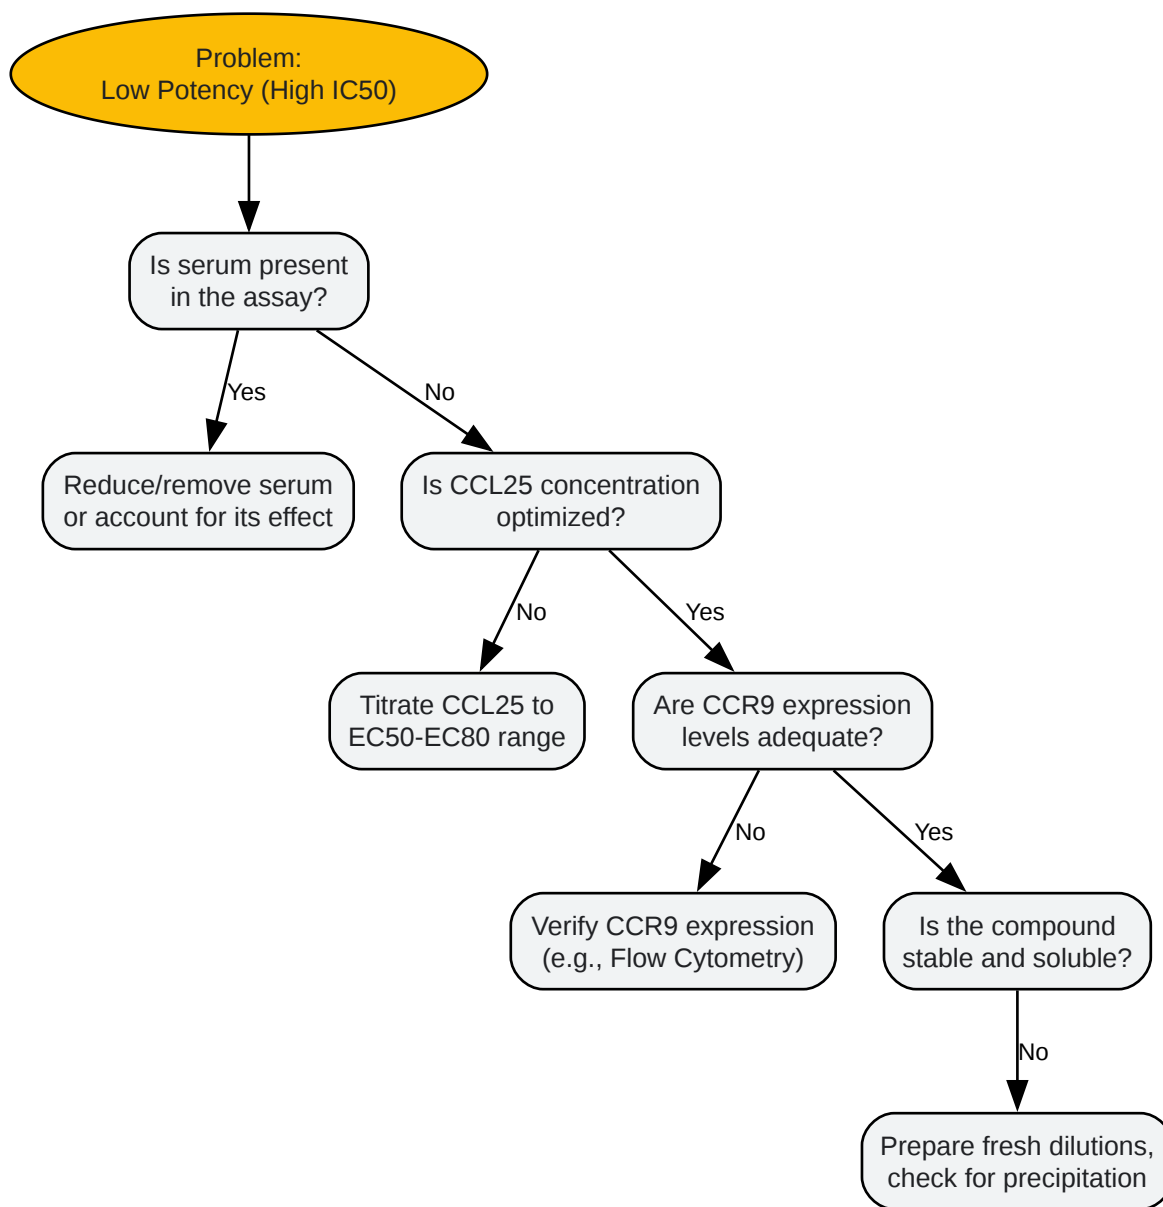 Problem:
Low Potency (High IC50)
Is serum present
in the assay?
Yes
No
Reduce/remove serum
or account for its effect
Is CCL25 concentration
optimized?
No
Yes
Titrate CCL25 to
EC50-EC80 range
Are CCR9 expression
levels adequate?
No
Yes
Verify CCR9 expression
(e.g., Flow Cytometry)
Is the compound
stable and soluble?
No
Prepare fresh dilutions,
check for precipitation